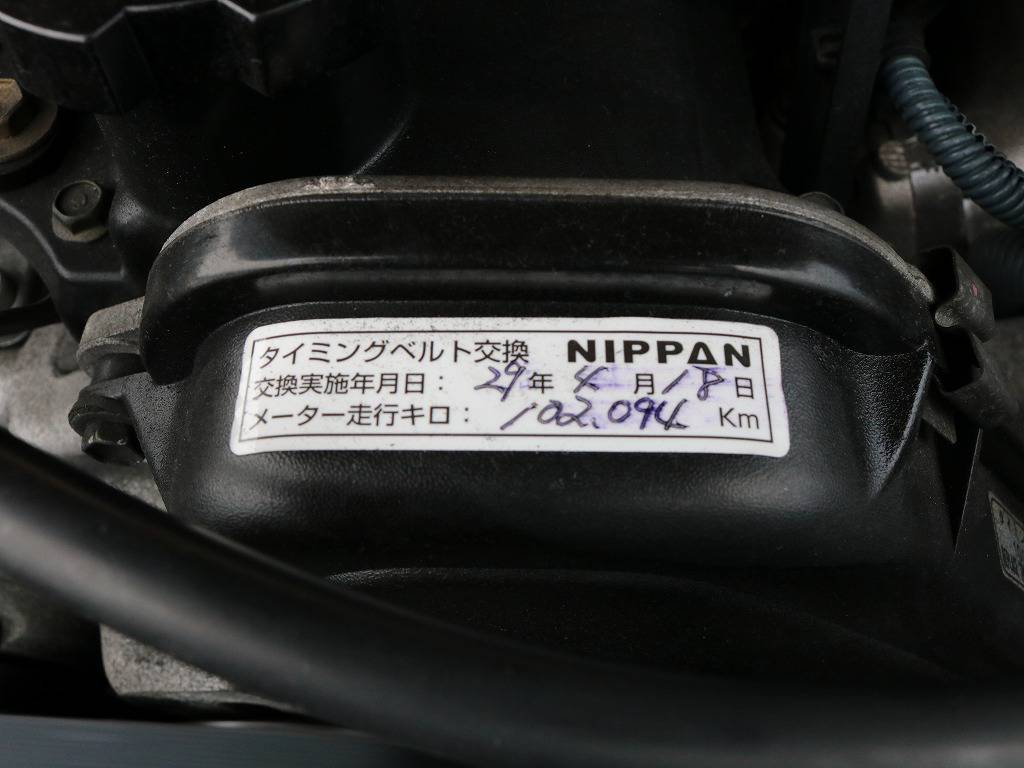 タイミングベルト交換 NIPPAN
交換実施年月日： 29年 4月 18日
メーター走行キロ： 102.094 Km